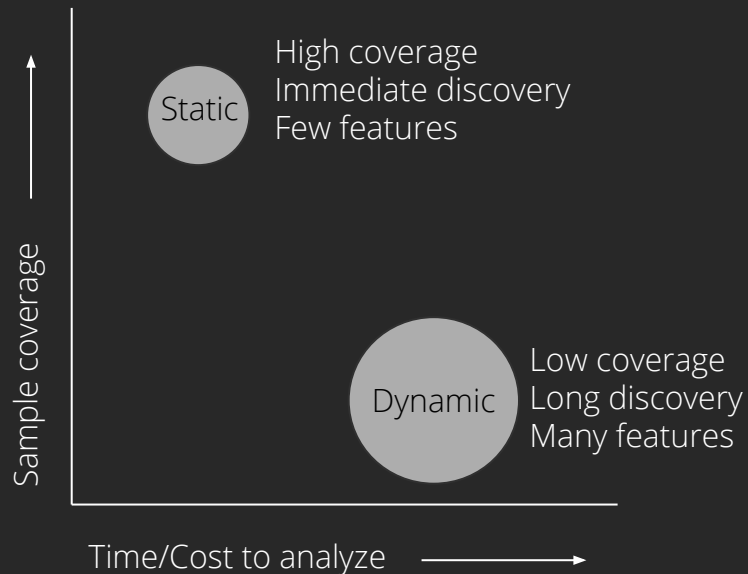 High coverage
Immediate discovery
Few features
Static
Sample coverage
Dynamic
Low coverage
Long discovery
Many features
Time/Cost to analyze